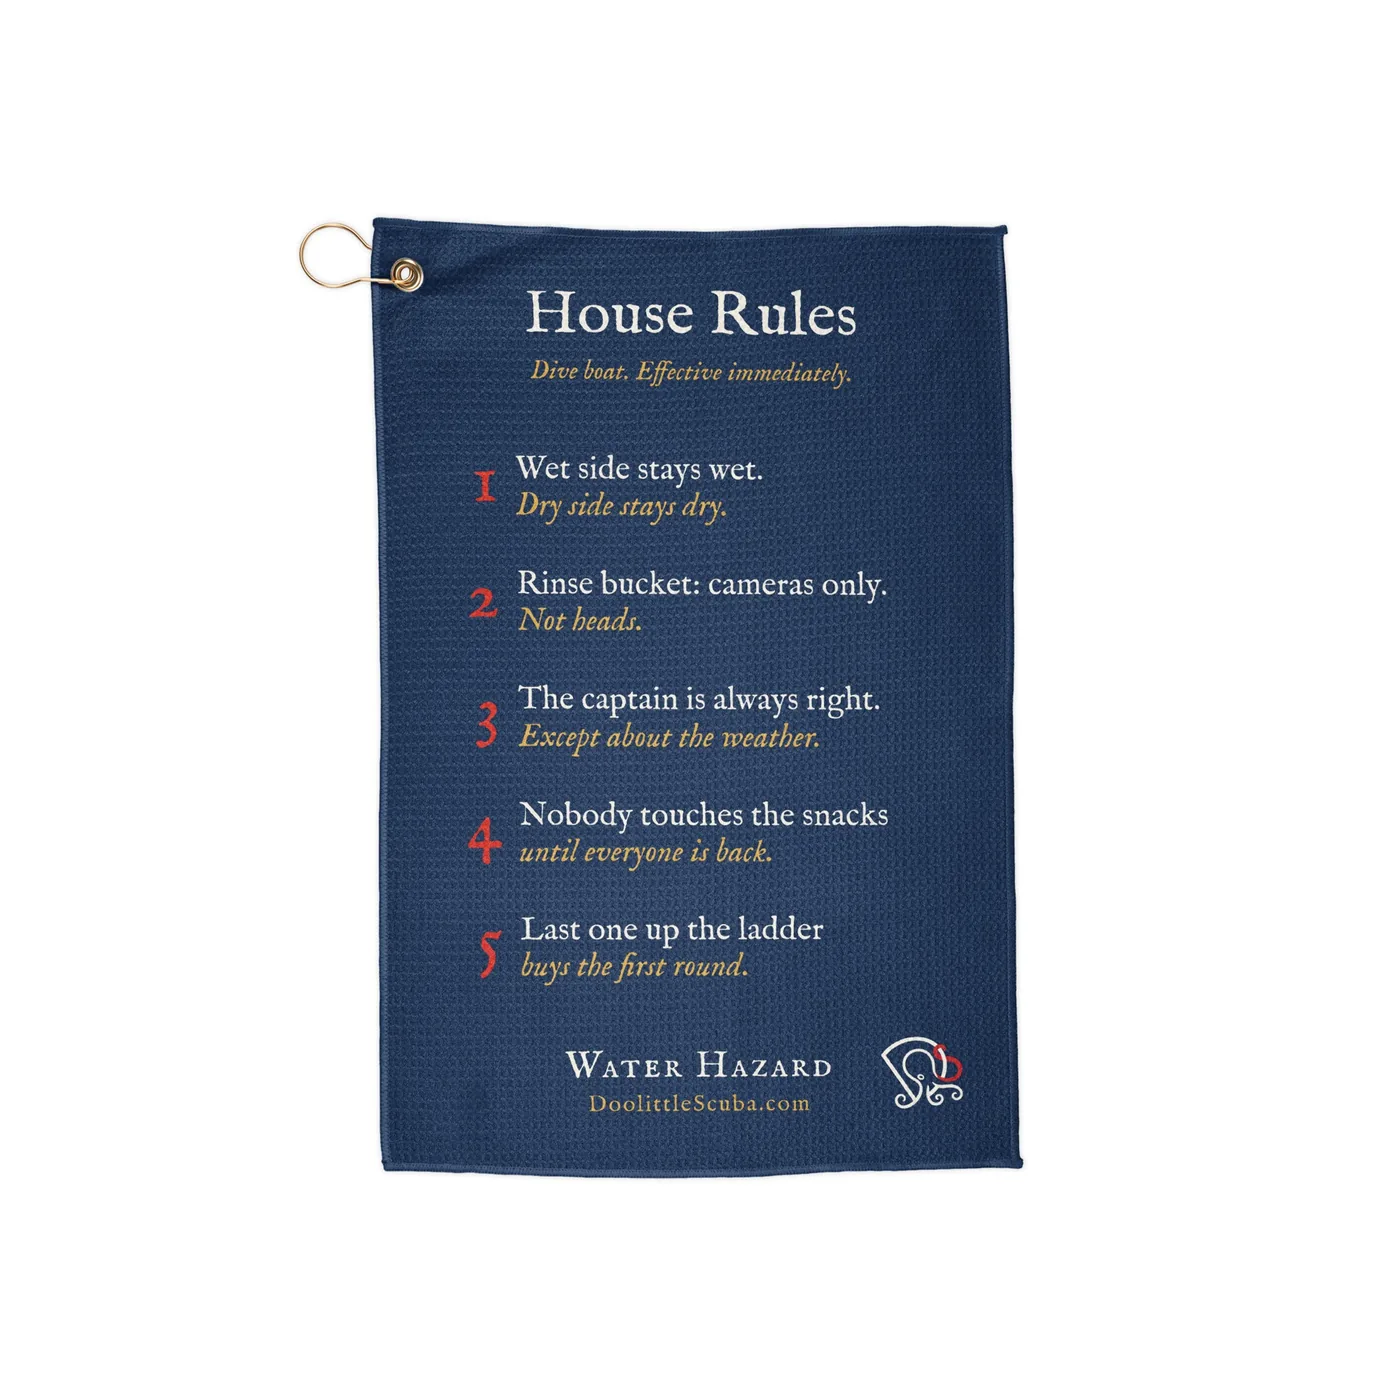 House Rules
Dive boat. Effective immediately.
1 Wet side stays wet.
Dry side stays dry.
2 Rinse bucket: cameras only.
Not heads.
3 The captain is always right.
Except about the weather.
4 Nobody touches the snacks
until everyone is back.
5 Last one up the ladder
buys the first round.
WATER HAZARD
DoolittleScuba.com